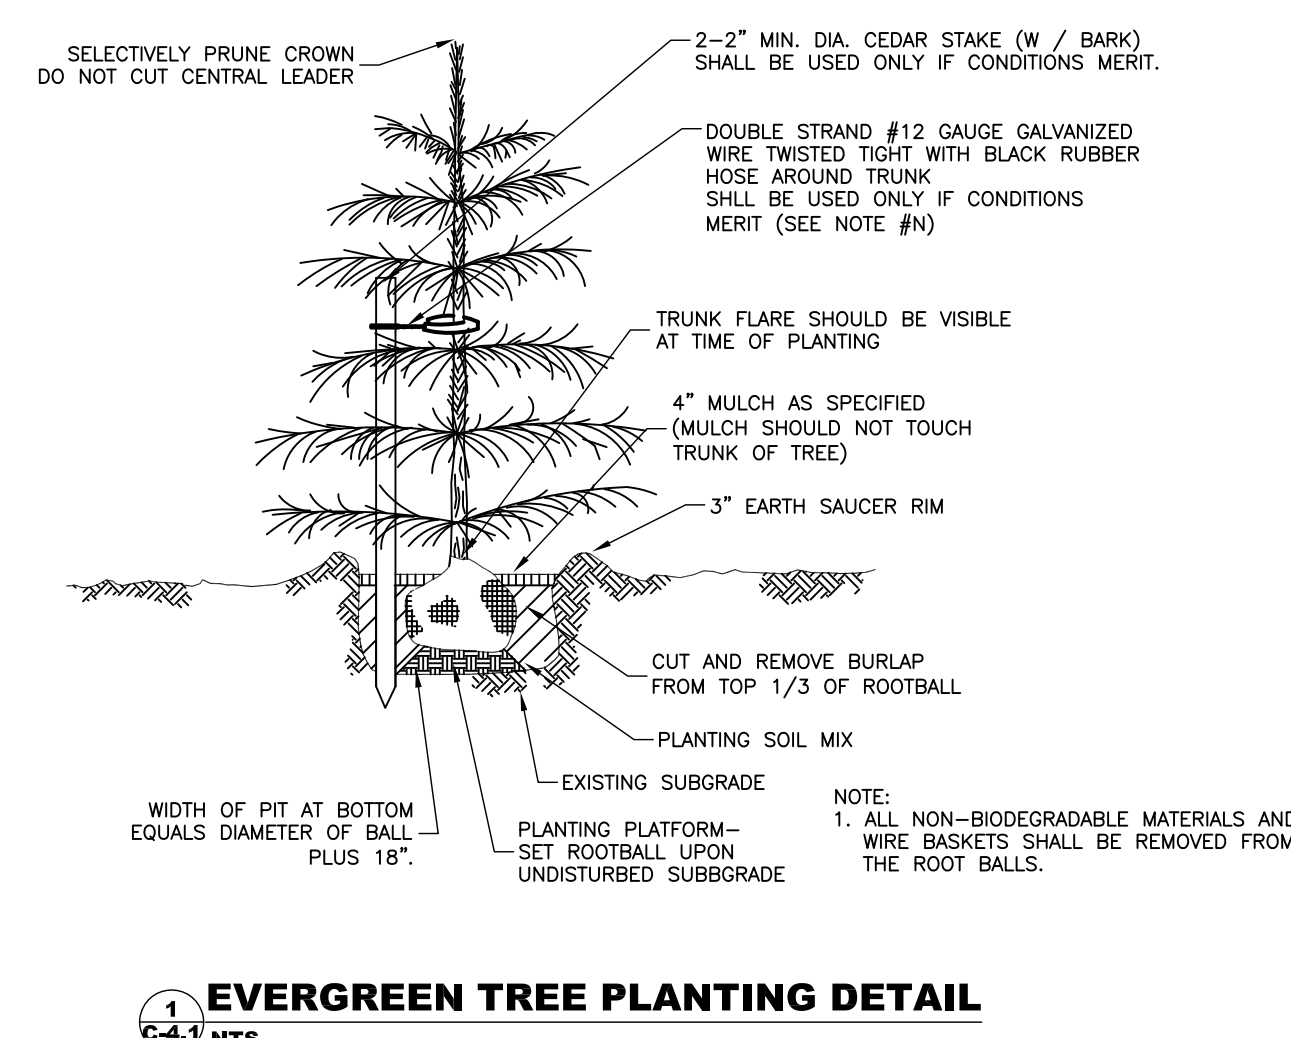 SELECTIVELY PRUNE CROWN
DO NOT CUT CENTRAL LEADER
2-2" MIN. DIA. CEDAR STAKE (W / BARK)
SHALL BE USED ONLY IF CONDITIONS MERIT.
DOUBLE STRAND #12 GAUGE GALVANIZED
WIRE TWISTED TIGHT WITH BLACK RUBBER
HOSE AROUND TRUNK
SHLL BE USED ONLY IF CONDITIONS
MERIT (SEE NOTE #N)
TRUNK FLARE SHOULD BE VISIBLE
AT TIME OF PLANTING
4" MULCH AS SPECIFIED
(MULCH SHOULD NOT TOUCH
TRUNK OF TREE)
3" EARTH SAUCER RIM
CUT AND REMOVE BURLAP
FROM TOP 1/3 OF ROOTBALL
PLANTING SOIL MIX
EXISTING SUBGRADE
WIDTH OF PIT AT BOTTOM
EQUALS DIAMETER OF BALL
PLUS 18".
PLANTING PLATFORM-
SET ROOTBALL UPON
UNDISTURBED SUBBGRADE
NOTE:
1. ALL NON-BIODEGRADABLE MATERIALS AND
WIRE BASKETS SHALL BE REMOVED FROM
THE ROOT BALLS.
1
C-4.1
EVERGREEN TREE PLANTING DETAIL
NTS